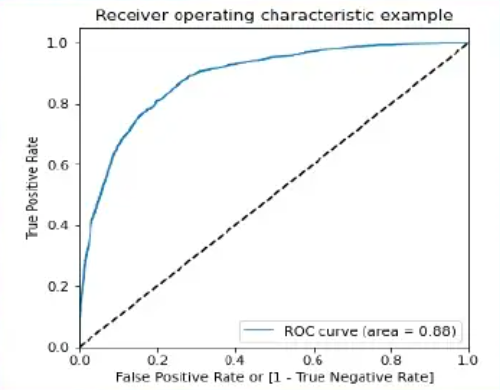 Receiver operating characteristic example
1.0
0.8
0.6
0.4
0.2
0.0
True Positive Rate
ROC curve (area = 0.88)
0.0 0.2 0.4 0.6 0.8 1.0
False Positive Rate or [1 - True Negative Rate]